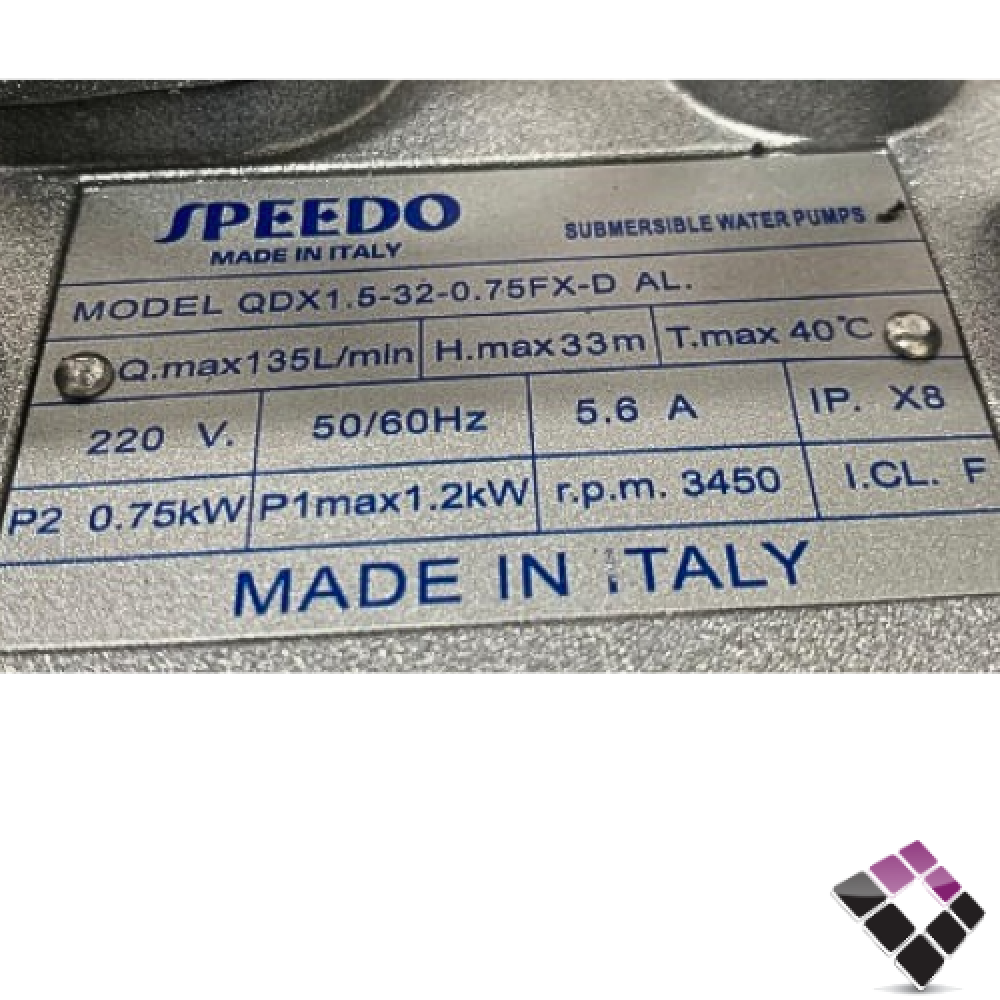 SPEEDO
MADE IN ITALY
SUBMERSIBLE WATER PUMPS
MODEL QDX1.5-32-0.75FX-D AL.
Q.max135L/min H.max33m T.max 40°C
220 V. 50/60Hz 5.6 A IP. X8
P2 0.75kW P1max1.2kW r.p.m. 3450 I.CL. F
MADE IN ITALY